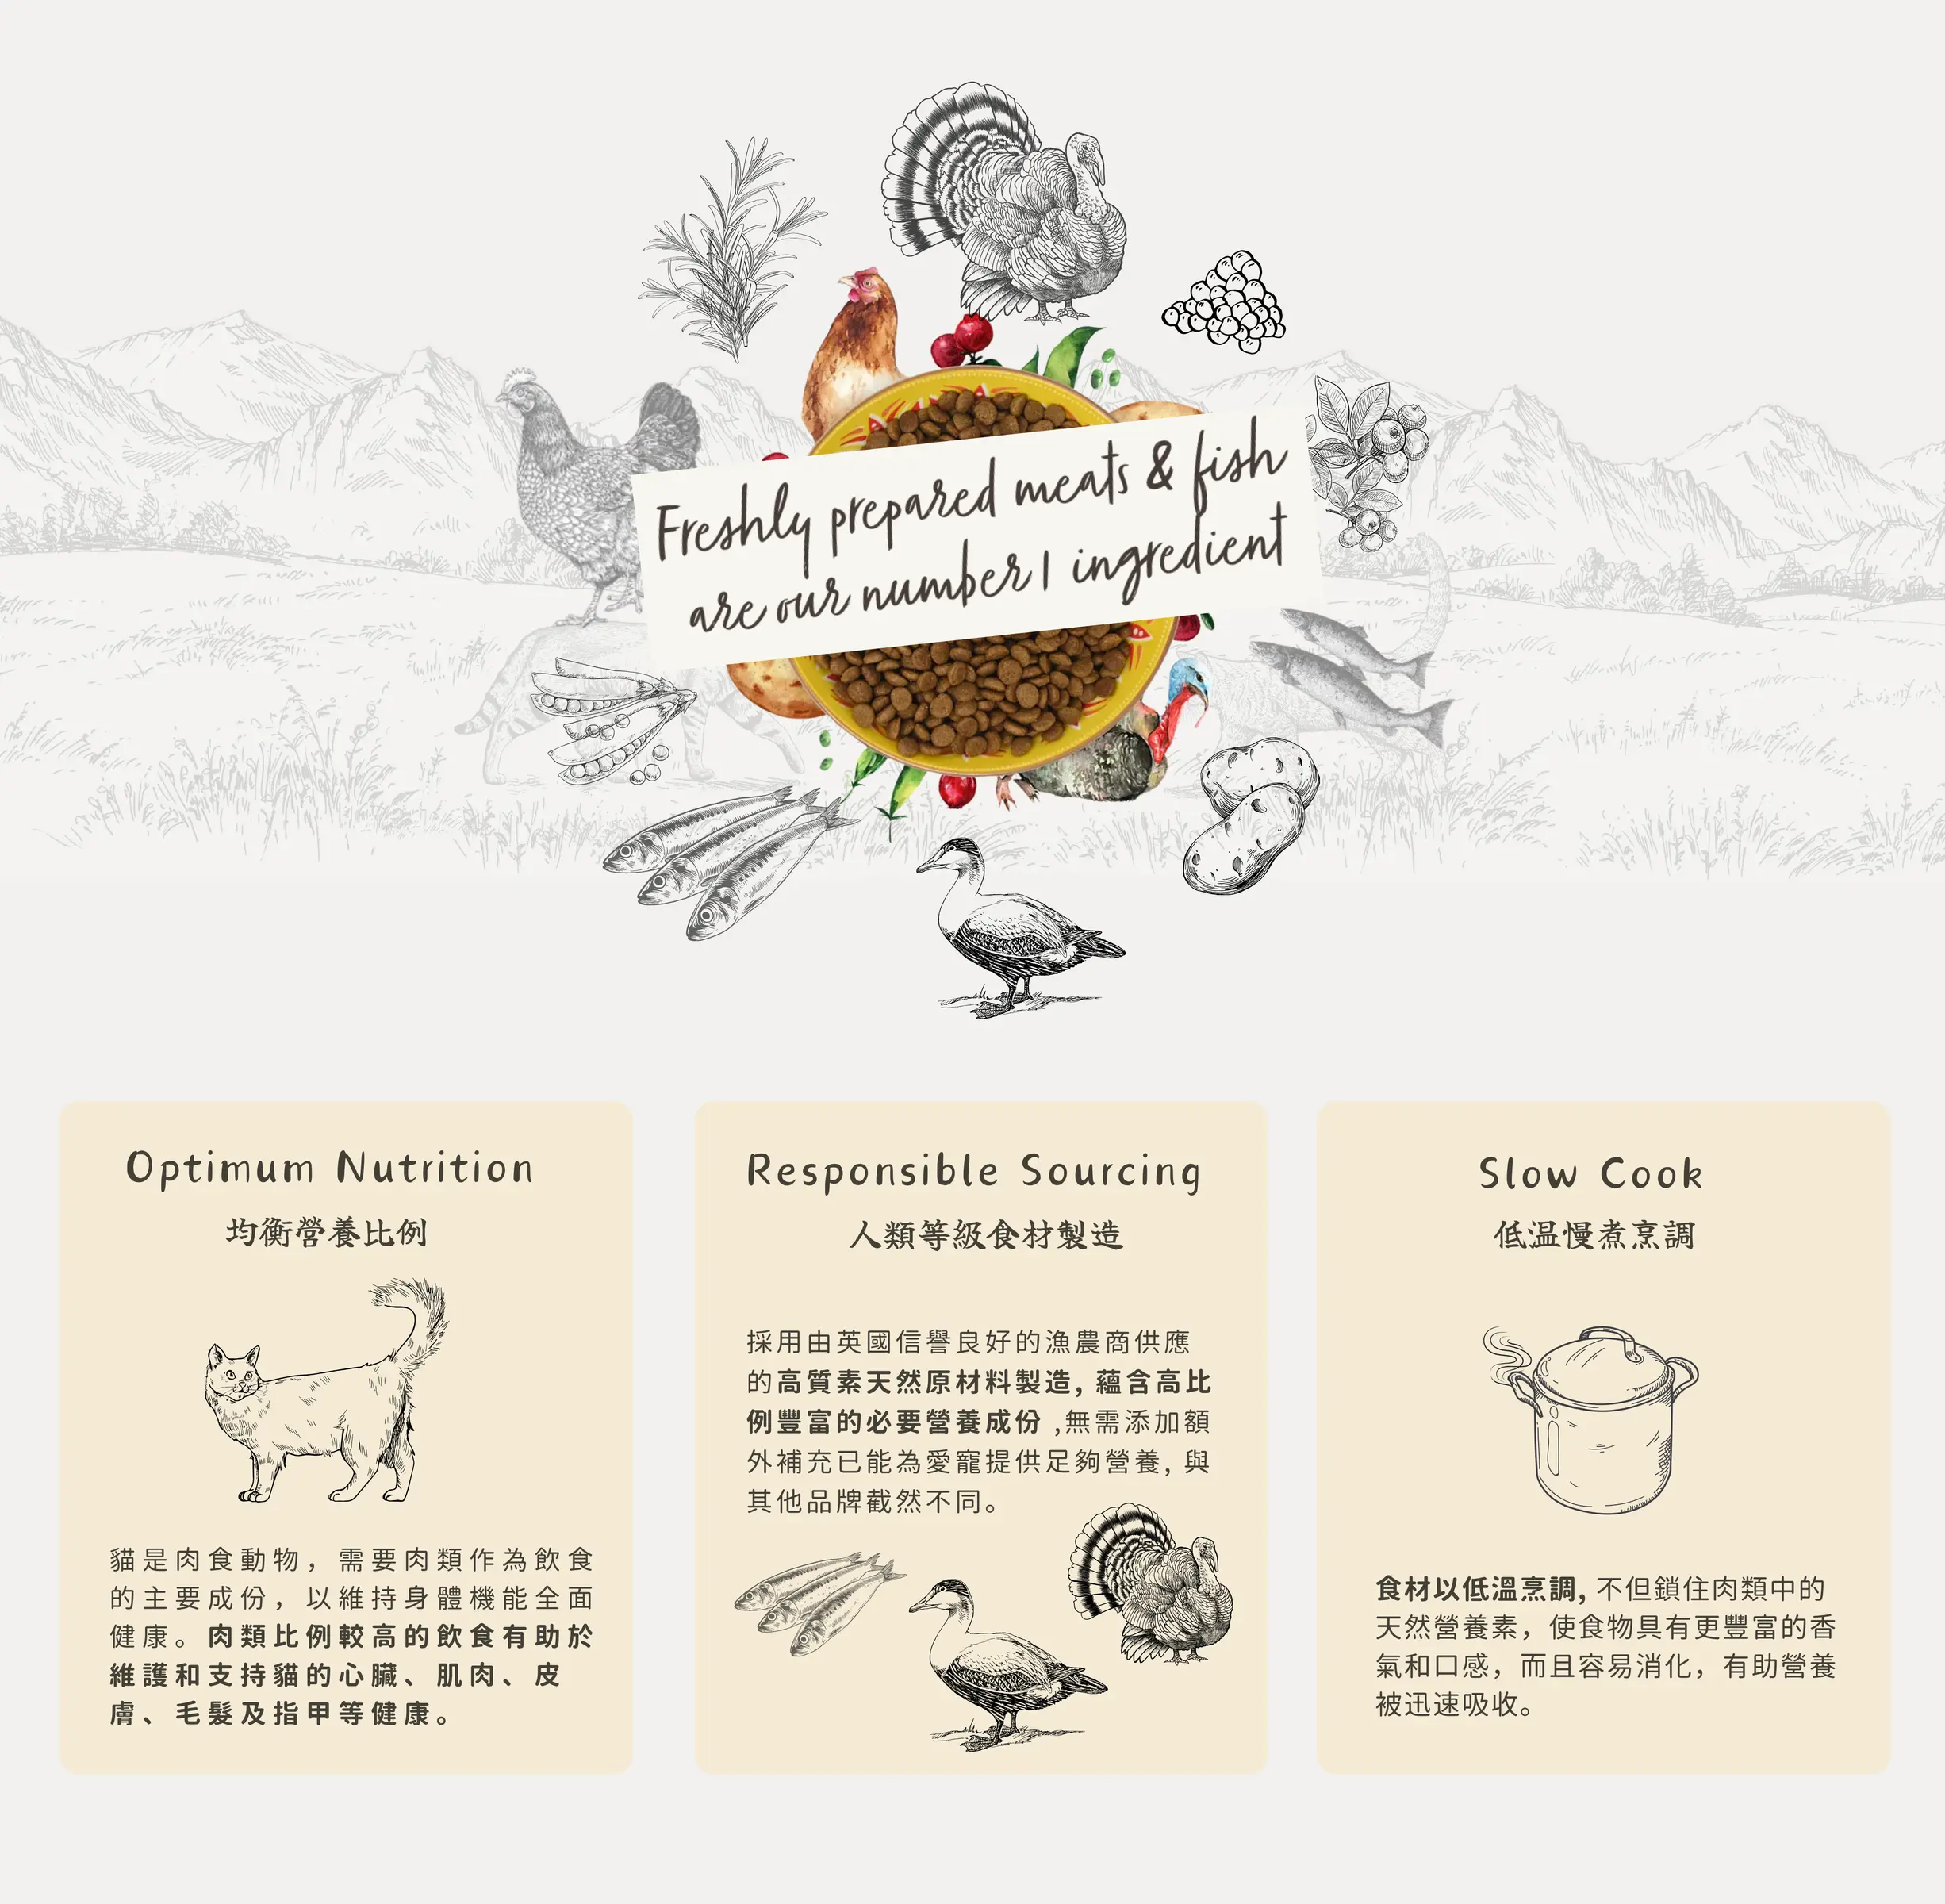 Freshly prepared meats & fish
are our number 1 ingredient
Optimum Nutrition
均衡營養比例
貓是肉食動物，需要肉類作為飲食
的主要成份，以維持身體機能全面
健康。肉類比例較高的飲食有助於
維護和支持貓的心臟、肌肉、皮
膚、毛髮及指甲等健康。
Responsible Sourcing
人類等級食材製造
採用由英國信譽良好的漁農商供應
的高質素天然原材料製造, 蘊含高比
例豐富的必要營養成份 ,無需添加額
外補充已能為愛寵提供足夠營養, 與
其他品牌截然不同。
Slow Cook
低温慢煮烹調
食材以低溫烹調, 不但鎖住肉類中的
天然營養素，使食物具有更豐富的香
氣和口感，而且容易消化，有助營養
被迅速吸收。